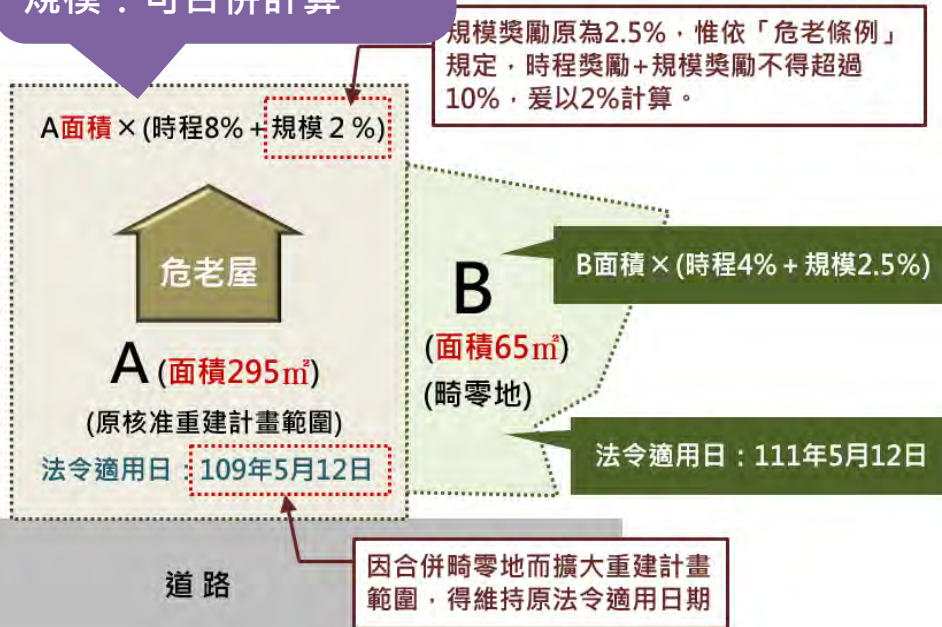 規模：可合併計算
規模獎勵原為2.5%，惟依「危老條例」
規定，時程獎勵+規模獎勵不得超過
10%，爰以2%計算。
A面積×(時程8%+規模２%)
危老屋
A (面積295㎡)
(原核准重建計畫範圍)
法令適用日：109年5月12日
B
(面積65㎡)
(畸零地)
B面積×(時程4%+規模2.5%)
法令適用日：111年5月12日
道路
因合併畸零地而擴大重建計畫
範圍，得維持原法令適用日期